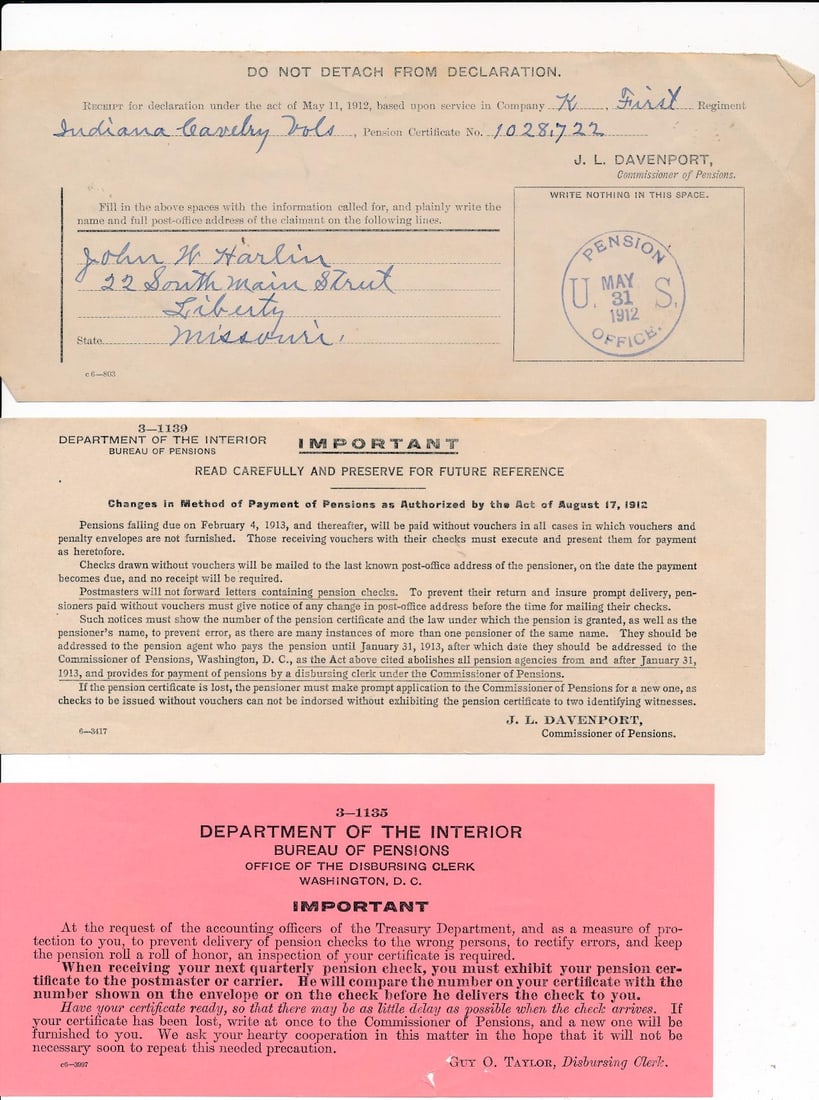 DO NOT DETACH FROM DECLARATION.
RECEIPT for declaration under the act of May 11, 1912, based upon service in Company K, First Regiment
Indiana Cavelry Vols, Pension Certificate No. 1028,722
J. L. DAVENPORT,
Commissioner of Pensions.
Fill in the above spaces with the information called for, and plainly write the
name and full post-office address of the claimant on the following lines.
John W Harlin
22 South Main Street
Liberty
State Missouri.
c 6—803
WRITE NOTHING IN THIS SPACE.
PENSION
U. MAY S.
31
1912
OFFICE.
3—1139
DEPARTMENT OF THE INTERIOR
BUREAU OF PENSIONS
IMPORTANT
READ CAREFULLY AND PRESERVE FOR FUTURE REFERENCE
Changes in Method of Payment of Pensions as Authorized by the Act of August 17, 1912
Pensions falling due on February 4, 1913, and thereafter, will be paid without vouchers in all cases in which vouchers and
penalty envelopes are not furnished. Those receiving vouchers with their checks must execute and present them for payment
as heretofore.
Checks drawn without vouchers will be mailed to the last known post-office address of the pensioner, on the date the payment
becomes due, and no receipt will be required.
Postmasters will not forward letters containing pension checks. To prevent their return and insure prompt delivery, pen-
sioners paid without vouchers must give notice of any change in post-office address before the time for mailing their checks.
Such notices must show the number of the pension certificate and the law under which the pension is granted, as well as the
pensioner's name, to prevent error, as there are many instances of more than one pensioner of the same name. They should be
addressed to the pension agent who pays the pension until January 31, 1913, after which date they should be addressed to the
Commissioner of Pensions, Washington, D. C., as the Act above cited abolishes all pension agencies from and after January 31,
1913, and provides for payment of pensions by a disbursing clerk under the Commissioner of Pensions.
If the pension certificate is lost, the pensioner must make prompt application to the Commissioner of Pensions for a new one, as
checks to be issued without vouchers can not be indorsed without exhibiting the pension certificate to two identifying witnesses.
J. L. DAVENPORT,
Commissioner of Pensions.
6—3417
3—1135
DEPARTMENT OF THE INTERIOR
BUREAU OF PENSIONS
OFFICE OF THE DISBURSING CLERK
WASHINGTON, D. C.
IMPORTANT
At the request of the accounting officers of the Treasury Department, and as a measure of pro-
tection to you, to prevent delivery of pension checks to the wrong persons, to rectify errors, and keep
the pension roll a roll of honor, an inspection of your certificate is required.
When receiving your next quarterly pension check, you must exhibit your pension cer-
tificate to the postmaster or carrier. He will compare the number on your certificate with the
number shown on the envelope or on the check before he delivers the check to you.
Have your certificate ready, so that there may be as little delay as possible when the check arrives. If
your certificate has been lost, write at once to the Commissioner of Pensions, and a new one will be
furnished to you. We ask your hearty cooperation in this matter in the hope that it will not be
necessary soon to repeat this needed precaution.
GUY O. TAYLOR, Disbursing Clerk.
c6—3987